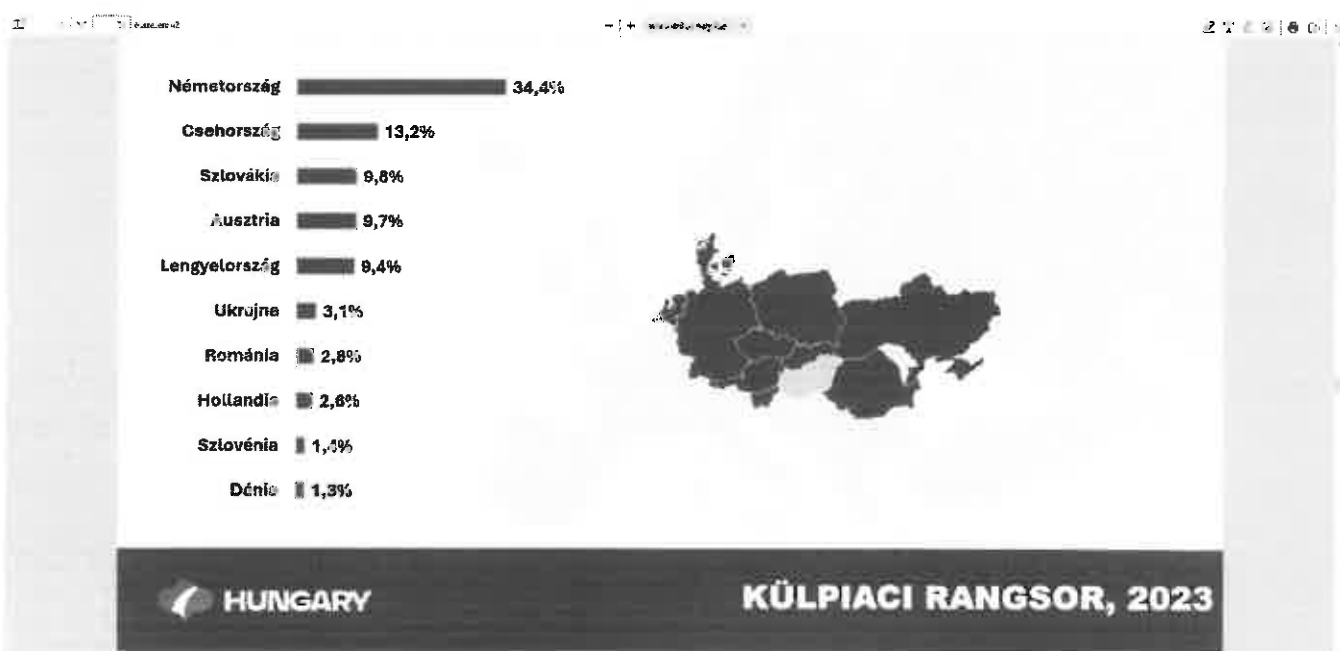 Németország 34,4%
Csehország 13,2%
Szlovákia 9,8%
Ausztria 9,7%
Lengyelország 9,4%
Ukrajna 3,1%
Románia 2,8%
Hollandia 2,6%
Szlovénia 1,4%
Dánia 1,3%
HUNGARY
KÜLPIACI RANGSOR, 2023